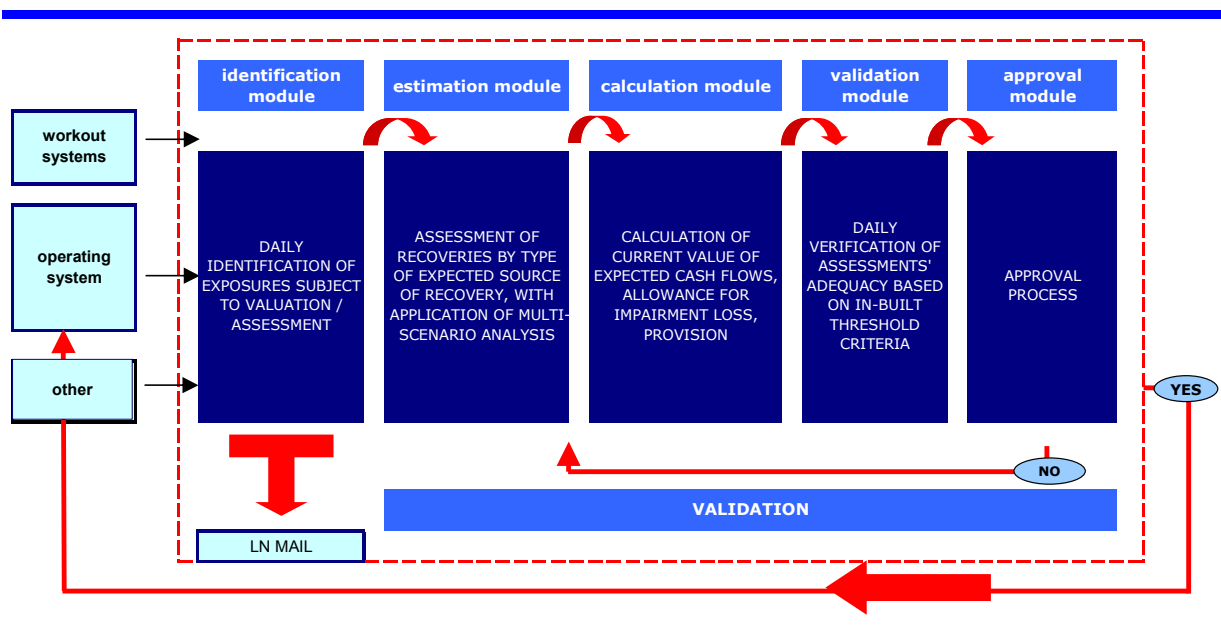 identification
module
estimation module
calculation module
validation
module
approval
module
workout
systems
operating
system
other
DAILY
IDENTIFICATION OF
EXPOSURES SUBJECT
TO VALUATION /
ASSESSMENT
ASSESSMENT OF
RECOVERIES BY TYPE
OF EXPECTED SOURCE
OF RECOVERY, WITH
APPLICATION OF MULTI-
SCENARIO ANALYSIS
CALCULATION OF
CURRENT VALUE OF
EXPECTED CASH FLOWS,
ALLOWANCE FOR
IMPAIRMENT LOSS,
PROVISION
DAILY
VERIFICATION OF
ASSESSMENTS'
ADEQUACY BASED
ON IN-BUILT
THRESHOLD
CRITERIA
APPROVAL
PROCESS
YES
NO
VALIDATION
LN MAIL